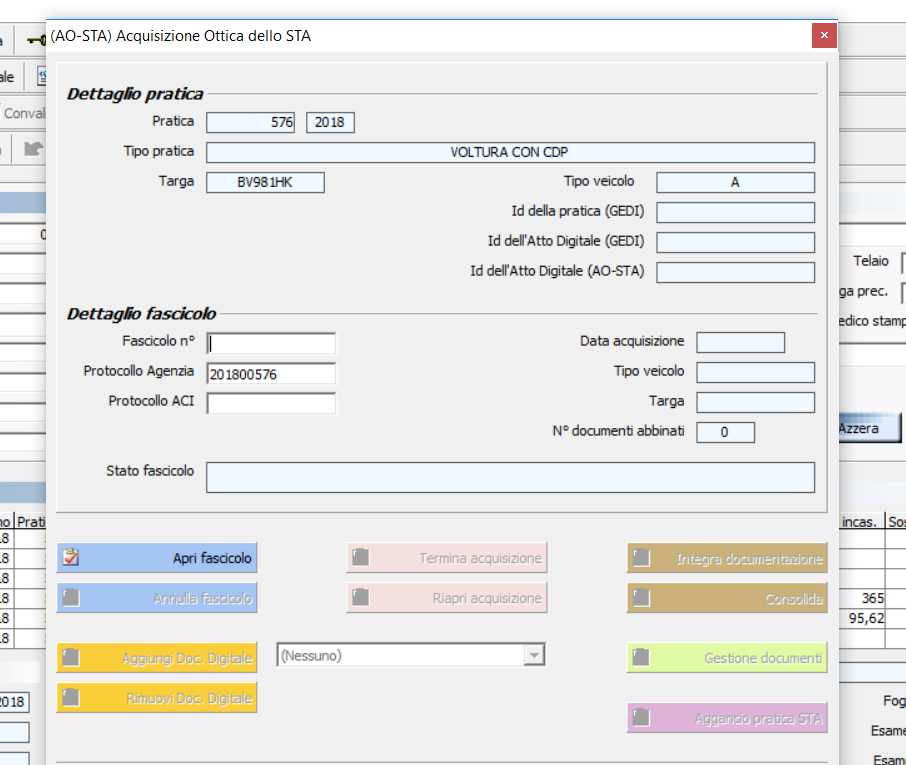 (AO-STA) Acquisizione Ottica dello STA
ale
Conval
Dettaglio pratica
Pratica 576 2018
Tipo pratica VOLTURA CON CDP
Targa BV981HK Tipo veicolo A
Id della pratica (GEDI)
Id dell'Atto Digitale (GEDI)
Id dell'Atto Digitale (AO-STA)
Telaio
ga prec.
edico stamp
Dettaglio fascicolo
Fascicolo n° Data acquisizione
Protocollo Agenzia 201800576 Tipo veicolo
Protocollo ACI Targa
N° documenti abbinati 0
Azzera
Stato fascicolo
no Prati incas. Sos
Apri fascicolo Termina acquisizione Integra documentazione
Annulla fascicolo Riapri acquisizione Consolida
365
95,62
Aggiungi Doc. Digitale (Nessuno) Gestione documenti
Rimuovi Doc. Digitale
2018
Aggancio pratica STA
Fog
Esame
Esam